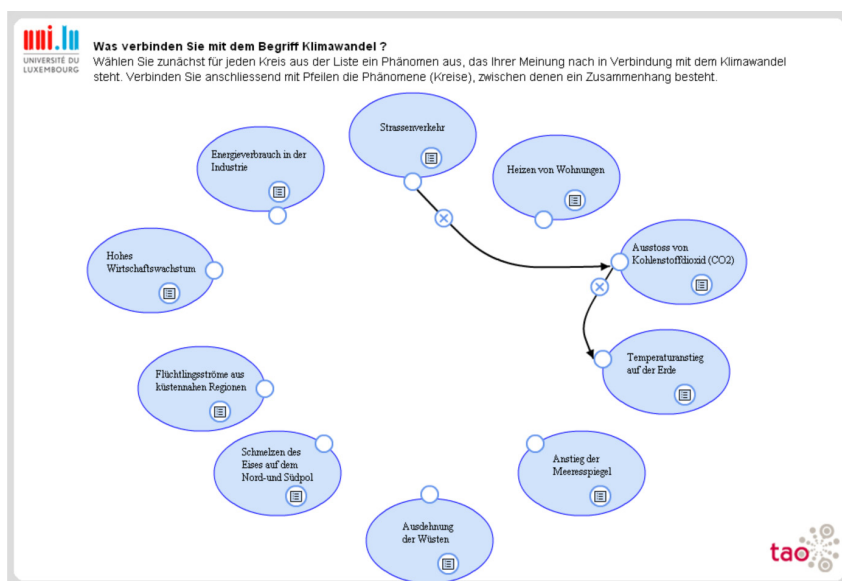 uni.lu
UNIVERSITÉ DU
LUXEMBOURG
Was verbinden Sie mit dem Begriff Klimawandel ?
Wählen Sie zunächst für jeden Kreis aus der Liste ein Phänomen aus, das Ihrer Meinung nach in Verbindung mit dem Klimawandel
steht. Verbinden Sie anschliessend mit Pfeilen die Phänomene (Kreise), zwischen denen ein Zusammenhang besteht.
Strassenverkehr
Energieverbrauch in der
Industrie
Heizen von Wohnungen
Hohes
Wirtschaftswachstum
Ausstoss von
Kohlenstoffdioxid (CO2)
Flüchtlingsströme aus
küstennahen Regionen
Temperaturanstieg
auf der Erde
Schmelzen des
Eises auf dem
Nord-und Südpol
Anstieg der
Meeresspiegel
Ausdehnung
der Wüsten
tao